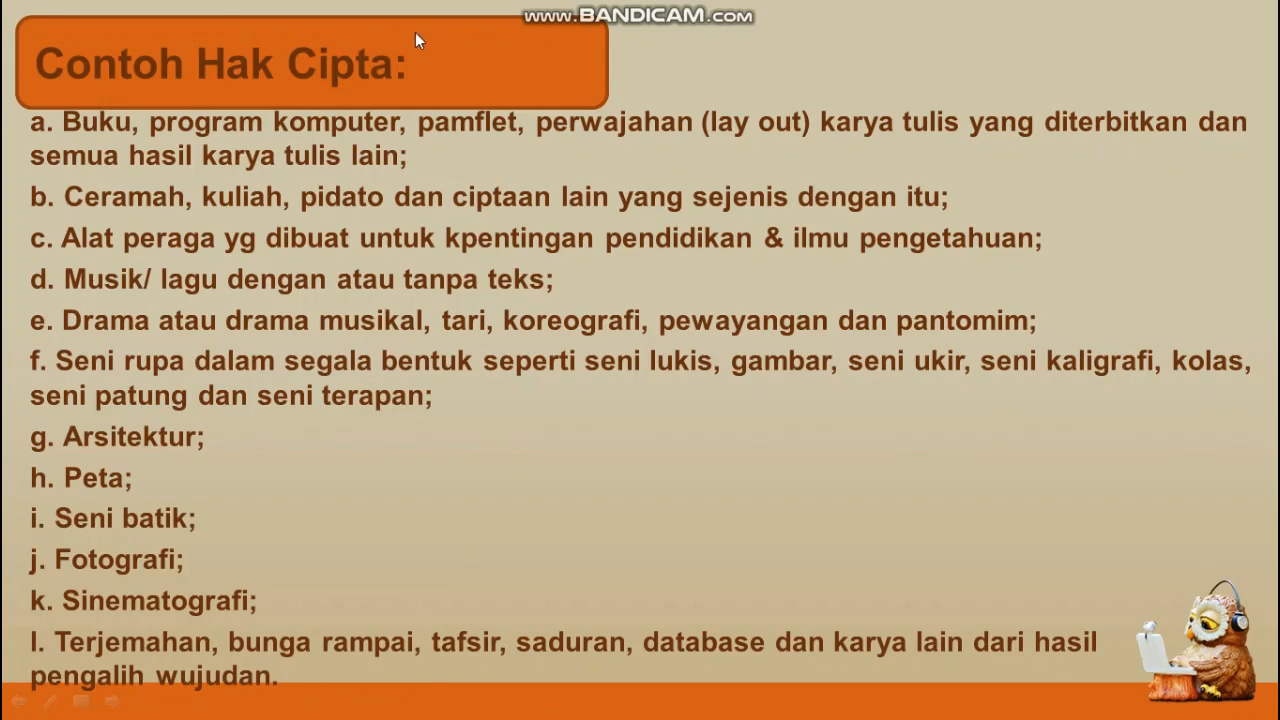 www.BANDICAM.com
Contoh Hak Cipta:
a. Buku, program komputer, pamflet, perwajahan (lay out) karya tulis yang diterbitkan dan
semua hasil karya tulis lain;
b. Ceramah, kuliah, pidato dan ciptaan lain yang sejenis dengan itu;
c. Alat peraga yg dibuat untuk kpentingan pendidikan & ilmu pengetahuan;
d. Musik/ lagu dengan atau tanpa teks;
e. Drama atau drama musikal, tari, koreografi, pewayangan dan pantomim;
f. Seni rupa dalam segala bentuk seperti seni lukis, gambar, seni ukir, seni kaligrafi, kolas,
seni patung dan seni terapan;
g. Arsitektur;
h. Peta;
i. Seni batik;
j. Fotografi;
k. Sinematografi;
l. Terjemahan, bunga rampai, tafsir, saduran, database dan karya lain dari hasil
pengalih wujudan.